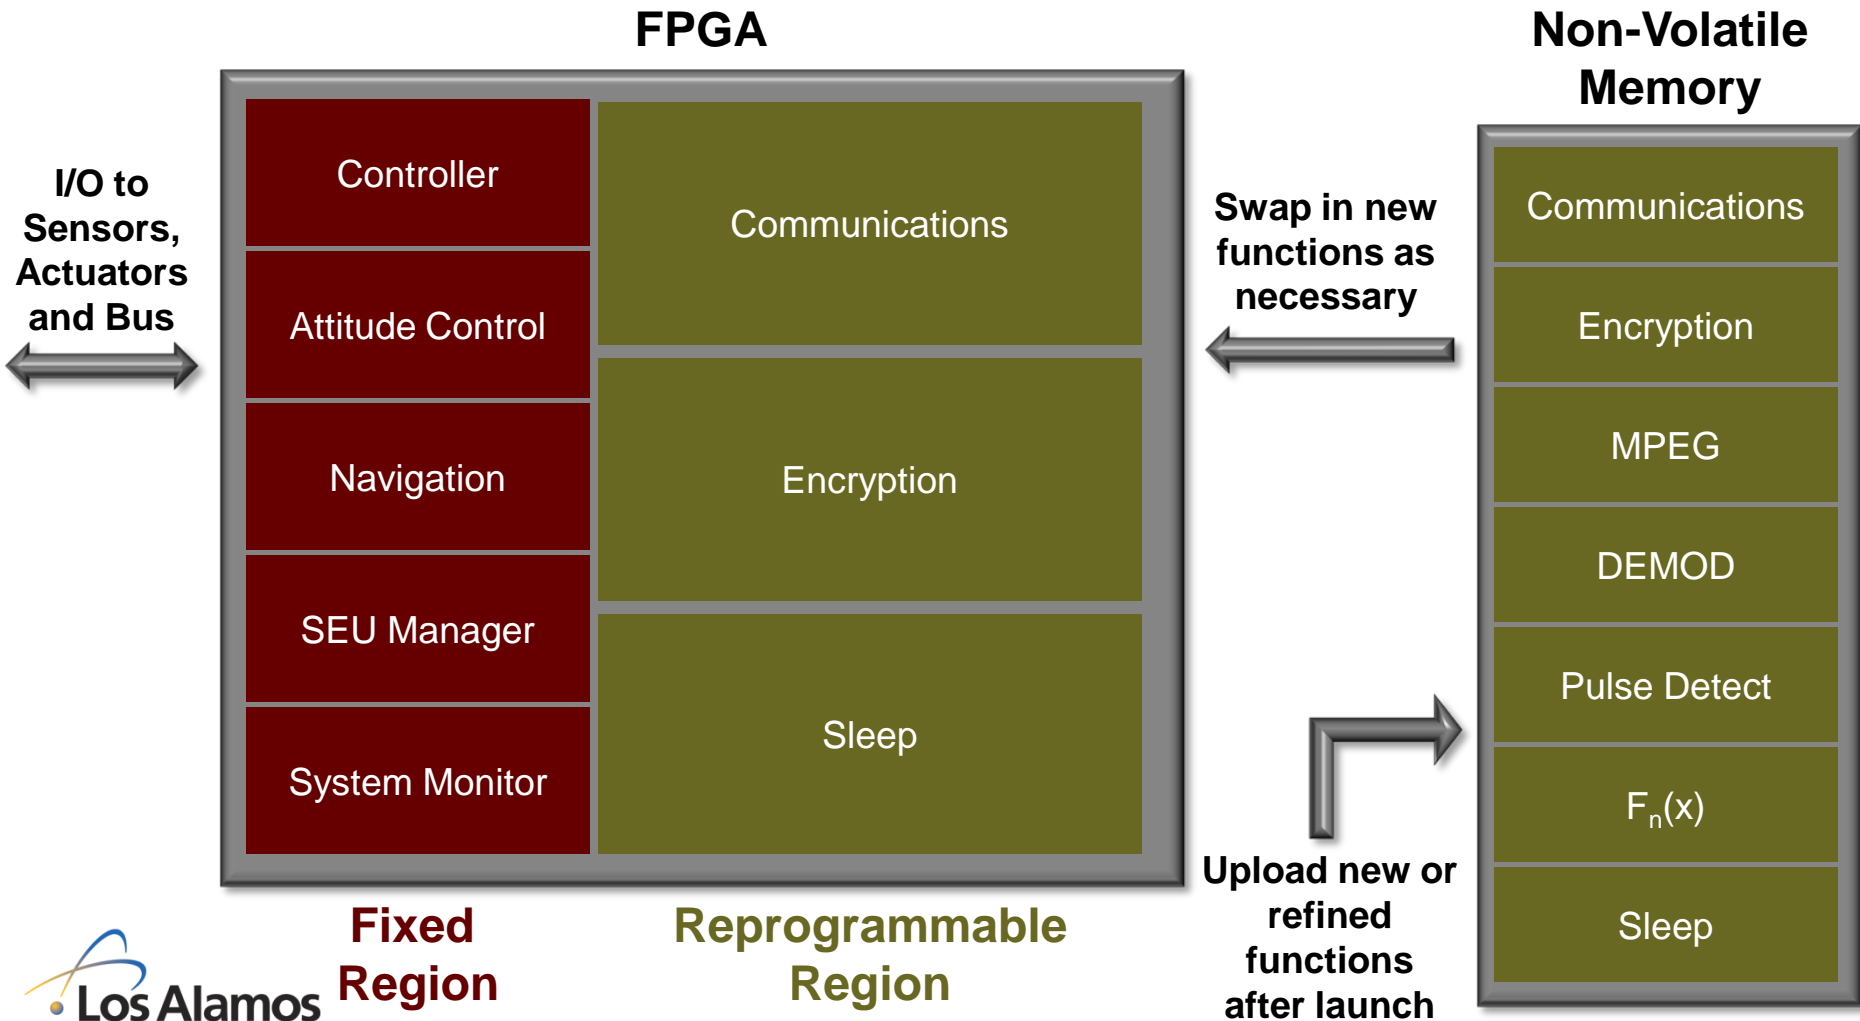 FPGA
Non-Volatile
Memory
I/O to
Sensors,
Actuators
and Bus
Controller
Attitude Control
Navigation
SEU Manager
System Monitor
Communications
Encryption
Sleep
Swap in new
functions as
necessary
Communications
Encryption
MPEG
DEMOD
Pulse Detect
Fn(x)
Sleep
Upload new or
refined
functions
after launch
Fixed
Region
Reprogrammable
Region
Los Alamos